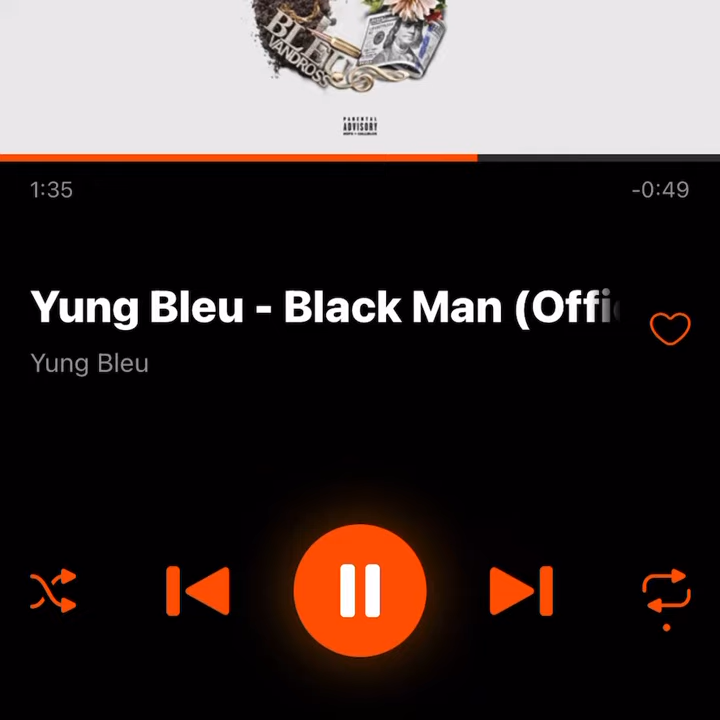 BLEU
VANDROSS
PARENTAL
ADVISORY
1:35
-0:49
Yung Bleu - Black Man (Offi
Yung Bleu